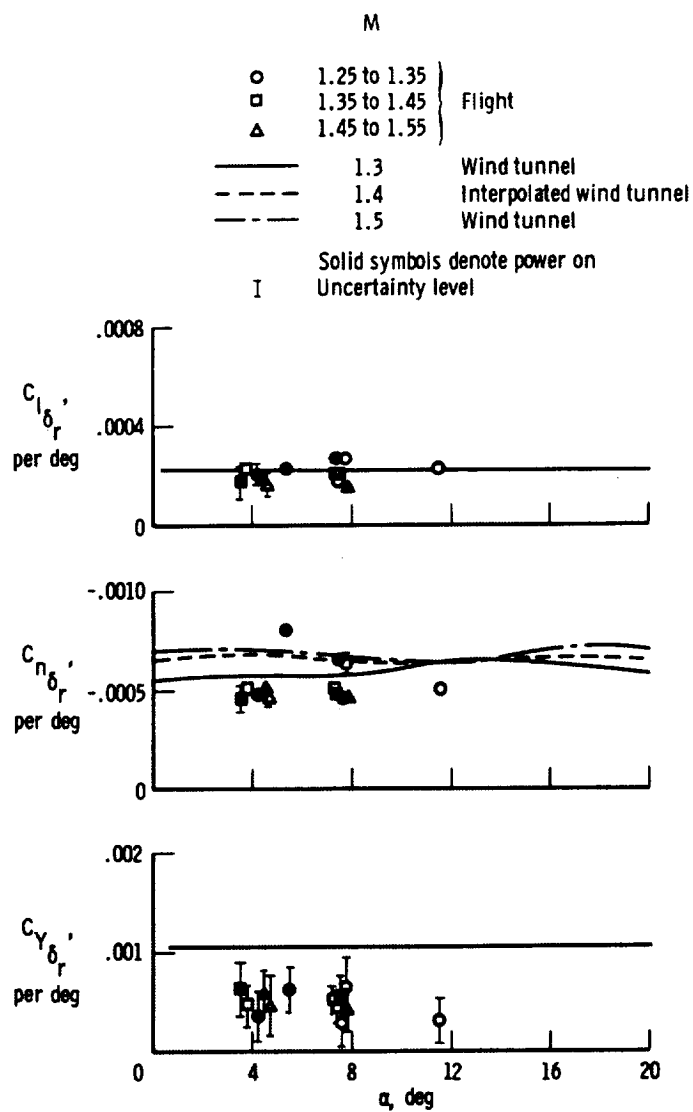 M
1.25 to 1.35
1.35 to 1.45 Flight
1.45 to 1.55
1.3 Wind tunnel
1.4 Interpolated wind tunnel
1.5 Wind tunnel
Solid symbols denote power on
Uncertainty level
.0008
C_l_δ_r,
.0004
per deg
0
-.0010
C_n_δ_r,
-.0005
per deg
0
.002
C_Y_δ_r,
.001
per deg
0 4 8 12 16 20
α, deg